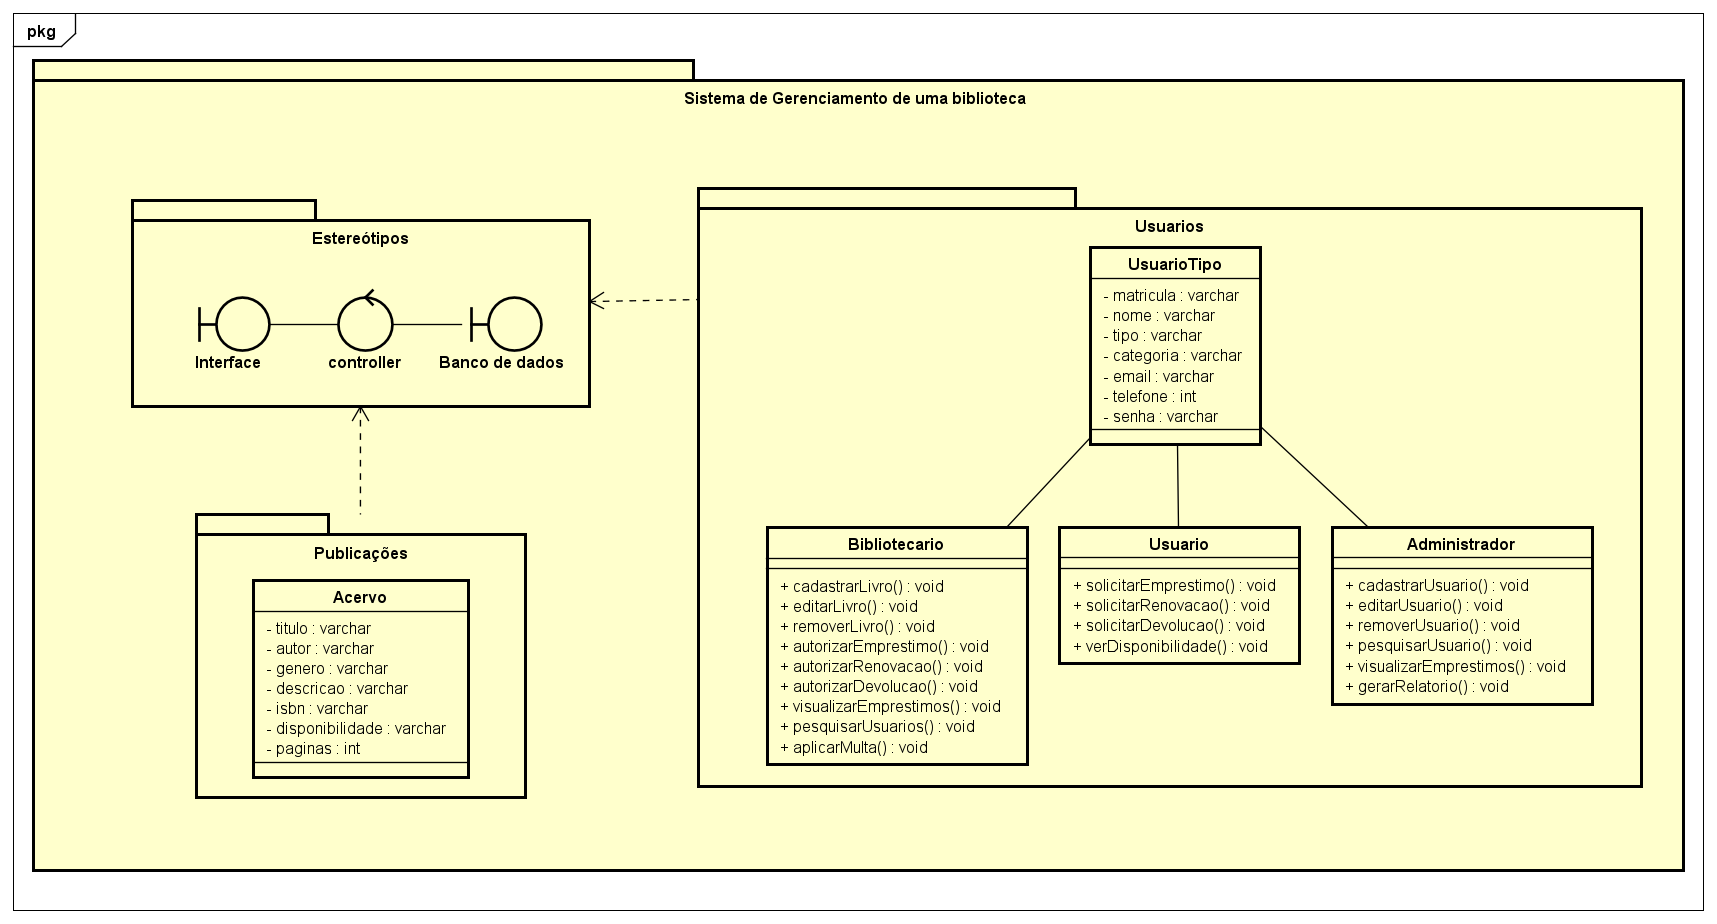 pkg
Sistema de Gerenciamento de uma biblioteca
Estereótipos
Interface
controller
Banco de dados
Publicações
Acervo
- titulo : varchar
- autor : varchar
- genero : varchar
- descricao : varchar
- isbn : varchar
- disponibilidade : varchar
- paginas : int
Usuarios
UsuarioTipo
- matricula : varchar
- nome : varchar
- tipo : varchar
- categoria : varchar
- email : varchar
- telefone : int
- senha : varchar
Bibliotecario
+ cadastrarLivro() : void
+ editarLivro() : void
+ removerLivro() : void
+ autorizarEmprestimo() : void
+ autorizarRenovacao() : void
+ autorizarDevolucao() : void
+ visualizarEmprestimos() : void
+ pesquisarUsuarios() : void
+ aplicarMulta() : void
Usuario
+ solicitarEmprestimo() : void
+ solicitarRenovacao() : void
+ solicitarDevolucao() : void
+ verDisponibilidade() : void
Administrador
+ cadastrarUsuario() : void
+ editarUsuario() : void
+ removerUsuario() : void
+ pesquisarUsuario() : void
+ visualizarEmprestimos() : void
+ gerarRelatorio() : void